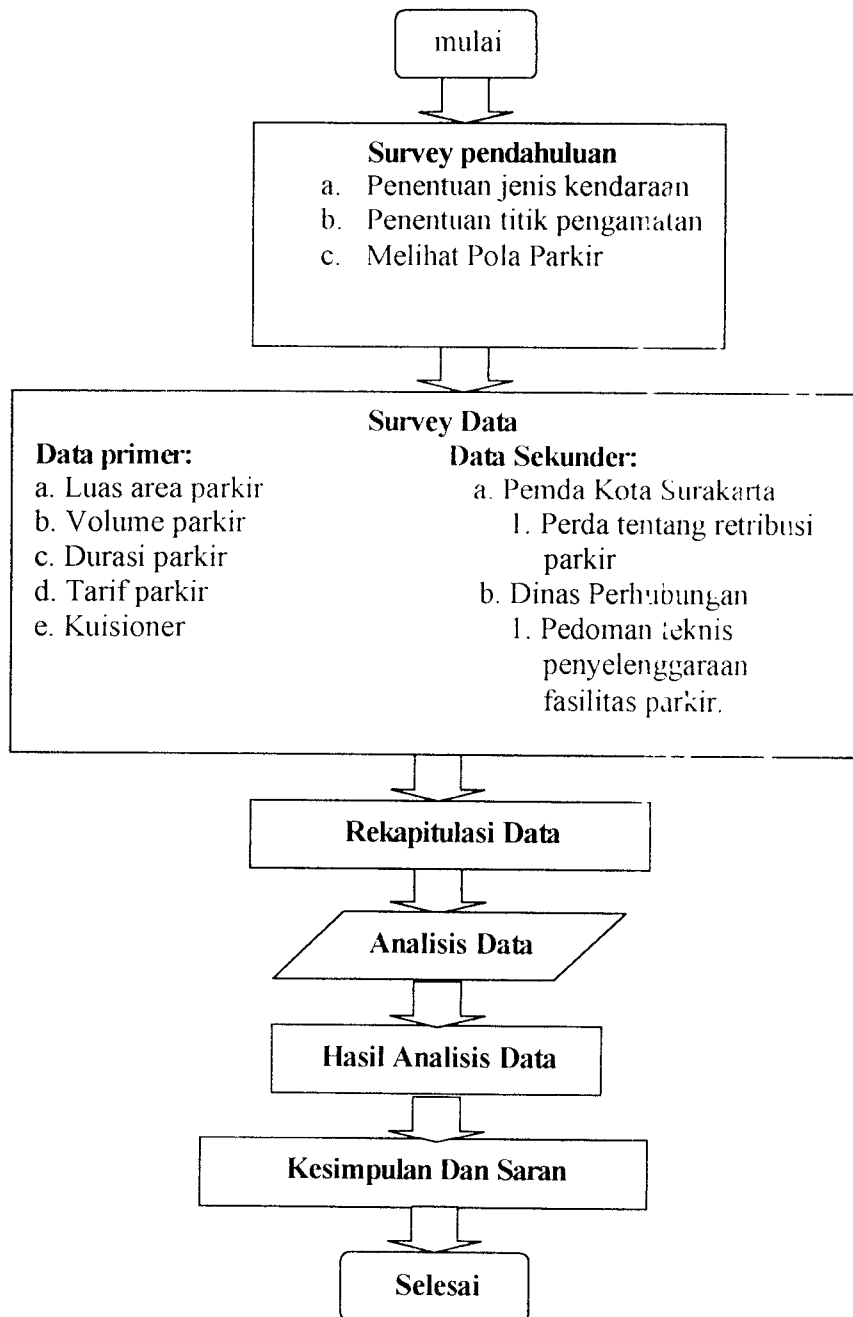 mulai
Survey pendahuluan
a. Penentuan jenis kendaraan
b. Penentuan titik pengamatan
c. Melihat Pola Parkir
Survey Data
Data primer:
a. Luas area parkir
b. Volume parkir
c. Durasi parkir
d. Tarif parkir
e. Kuisioner
Data Sekunder:
a. Pemda Kota Surakarta
1. Perda tentang retribusi
parkir
b. Dinas Perhubungan
1. Pedoman teknis
penyelenggaraan
fasilitas parkir.
Rekapitulasi Data
Analisis Data
Hasil Analisis Data
Kesimpulan Dan Saran
Selesai